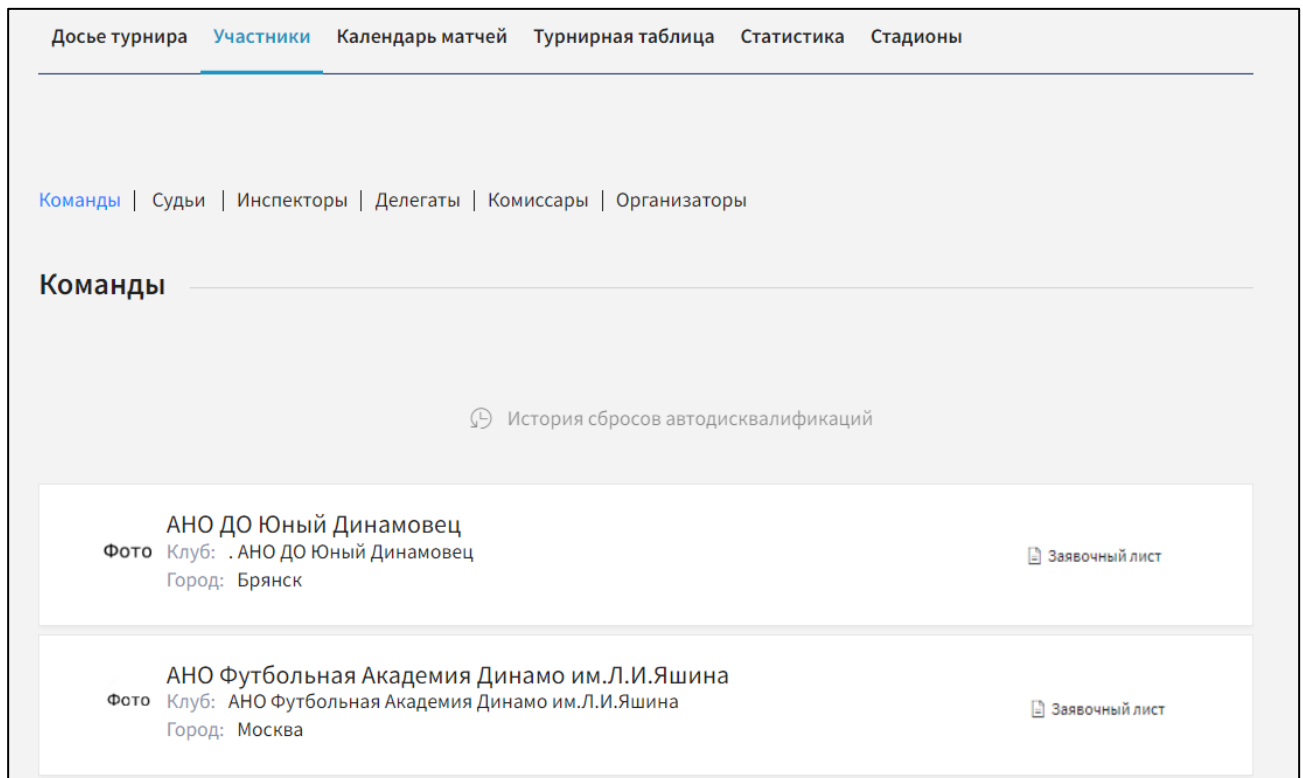 Досье турнира Участники Календарь матчей Турнирная таблица Статистика Стадионы
Команды | Судьи | Инспекторы | Делегаты | Комиссары | Организаторы
Команды
История сбросов автодисквалификаций
АНО ДО Юный Динамовец
Фото Клуб: . АНО ДО Юный Динамовец
Заявочный лист
Город: Брянск
АНО Футбольная Академия Динамо им.Л.И.Яшина
Фото Клуб: АНО Футбольная Академия Динамо им.Л.И.Яшина
Заявочный лист
Город: Москва